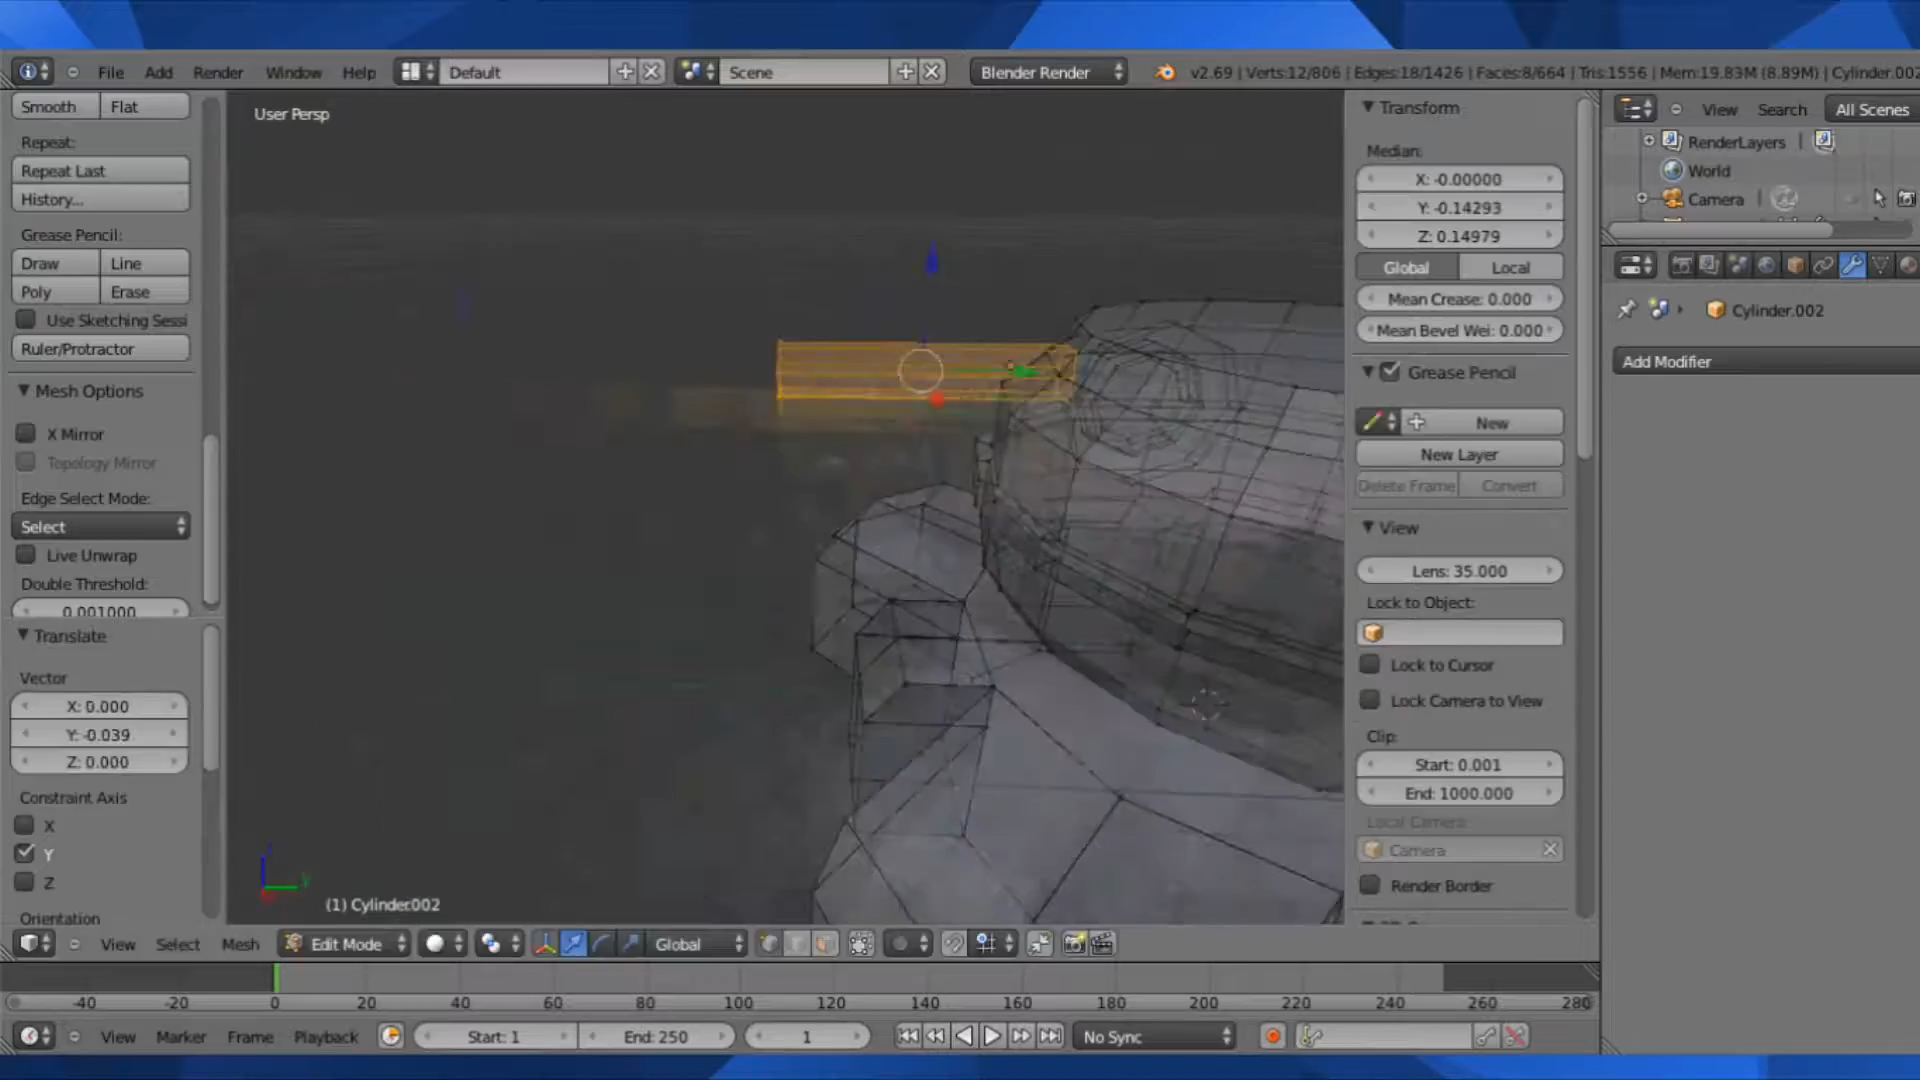 File Add Render Window Help Default Scene Blender Render v2.69 | Verts:12/806 | Edges:18/1426 | Faces:8/664 | Tris:1556 | Mem:19.83M (8.89M) | Cylinder.002
Smooth Flat
Repeat:
Repeat Last
History...
Grease Pencil:
Draw Line
Poly Erase
Use Sketching Sessi
Ruler/Protractor
Mesh Options
X Mirror
Topology Mirror
Edge Select Mode:
Select
Live Unwrap
Double Threshold:
0.001000
Translate
Vector
X: 0.000
Y: -0.039
Z: 0.000
Constraint Axis
X
Y
Z
Orientation
User Persp
(1) Cylinder.002
Transform
Median:
X: -0.00000
Y: -0.14293
Z: 0.14979
Global Local
Mean Crease: 0.000
Mean Bevel Wei: 0.000
Grease Pencil
New
New Layer
Delete Frame Convert
View
Lens: 35.000
Lock to Object:
Lock to Cursor
Lock Camera to View
Clip:
Start: 0.001
End: 1000.000
Local Camera:
Camera
Render Border
View Search All Scenes
RenderLayers
World
Camera
Cylinder.002
Add Modifier
View Select Mesh Edit Mode Global
-40 -20 0 20 40 60 80 100 120 140 160 180 200 220 240 260 280
View Marker Frame Playback Start: 1 End: 250 1 No Sync